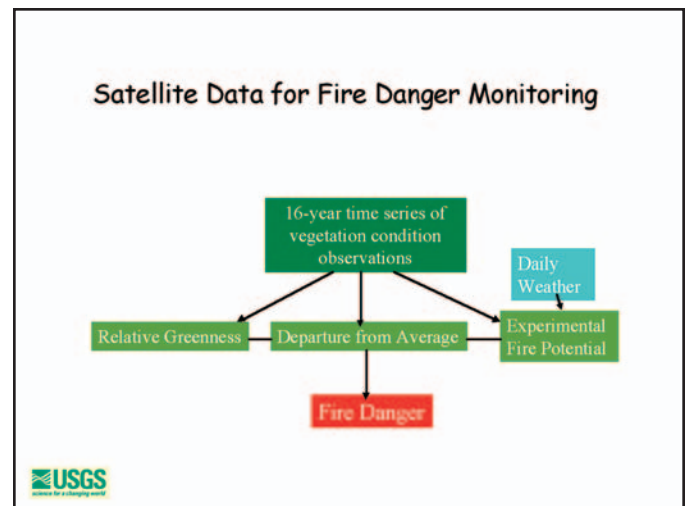 Satellite Data for Fire Danger Monitoring
16-year time series of
vegetation condition
observations
Daily
Weather
Relative Greenness
Departure from Average
Experimental
Fire Potential
Fire Danger
USGS
science for a changing world